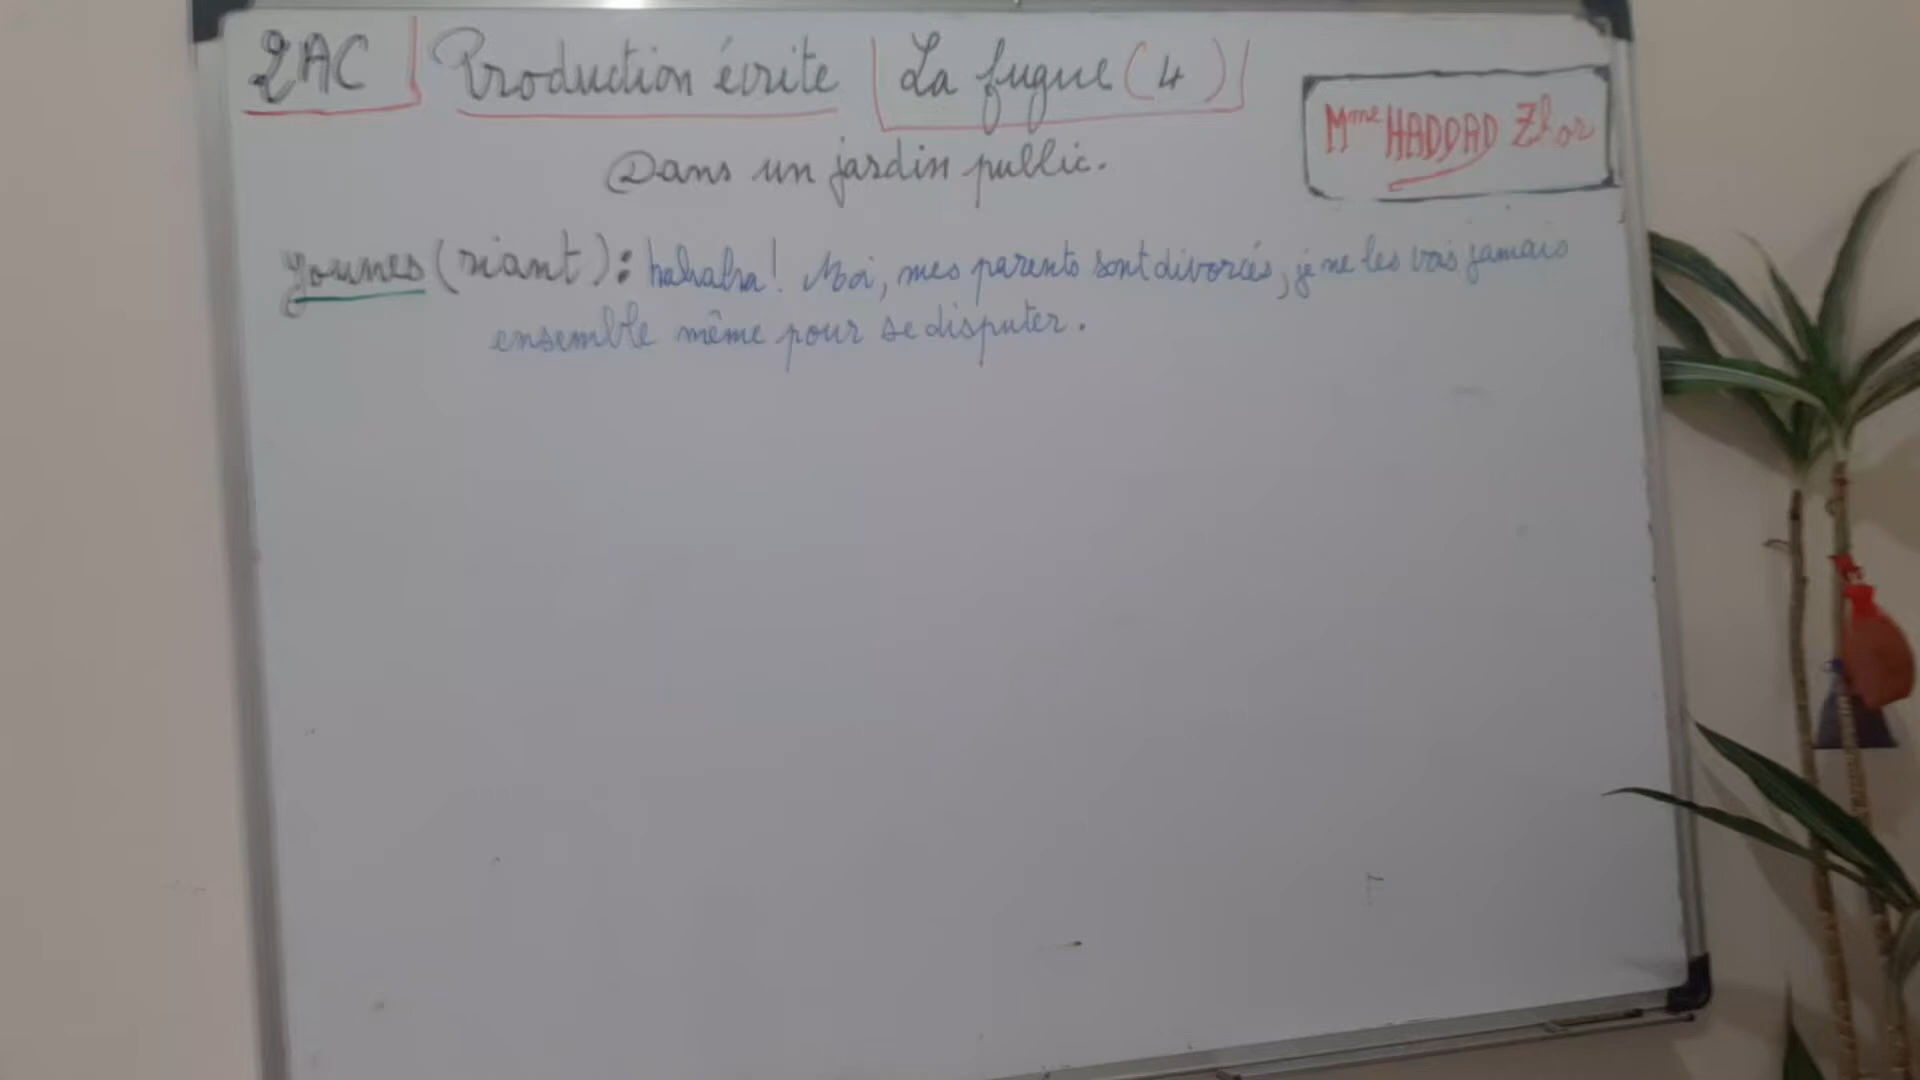 2AC Production écrite La fugue (4)
Mme HADDAD Zhor
Dans un jardin public.
younes (riant) : hahaha! Moi, mes parents sont divorcés, je ne les vois jamais
ensemble même pour se disputer.